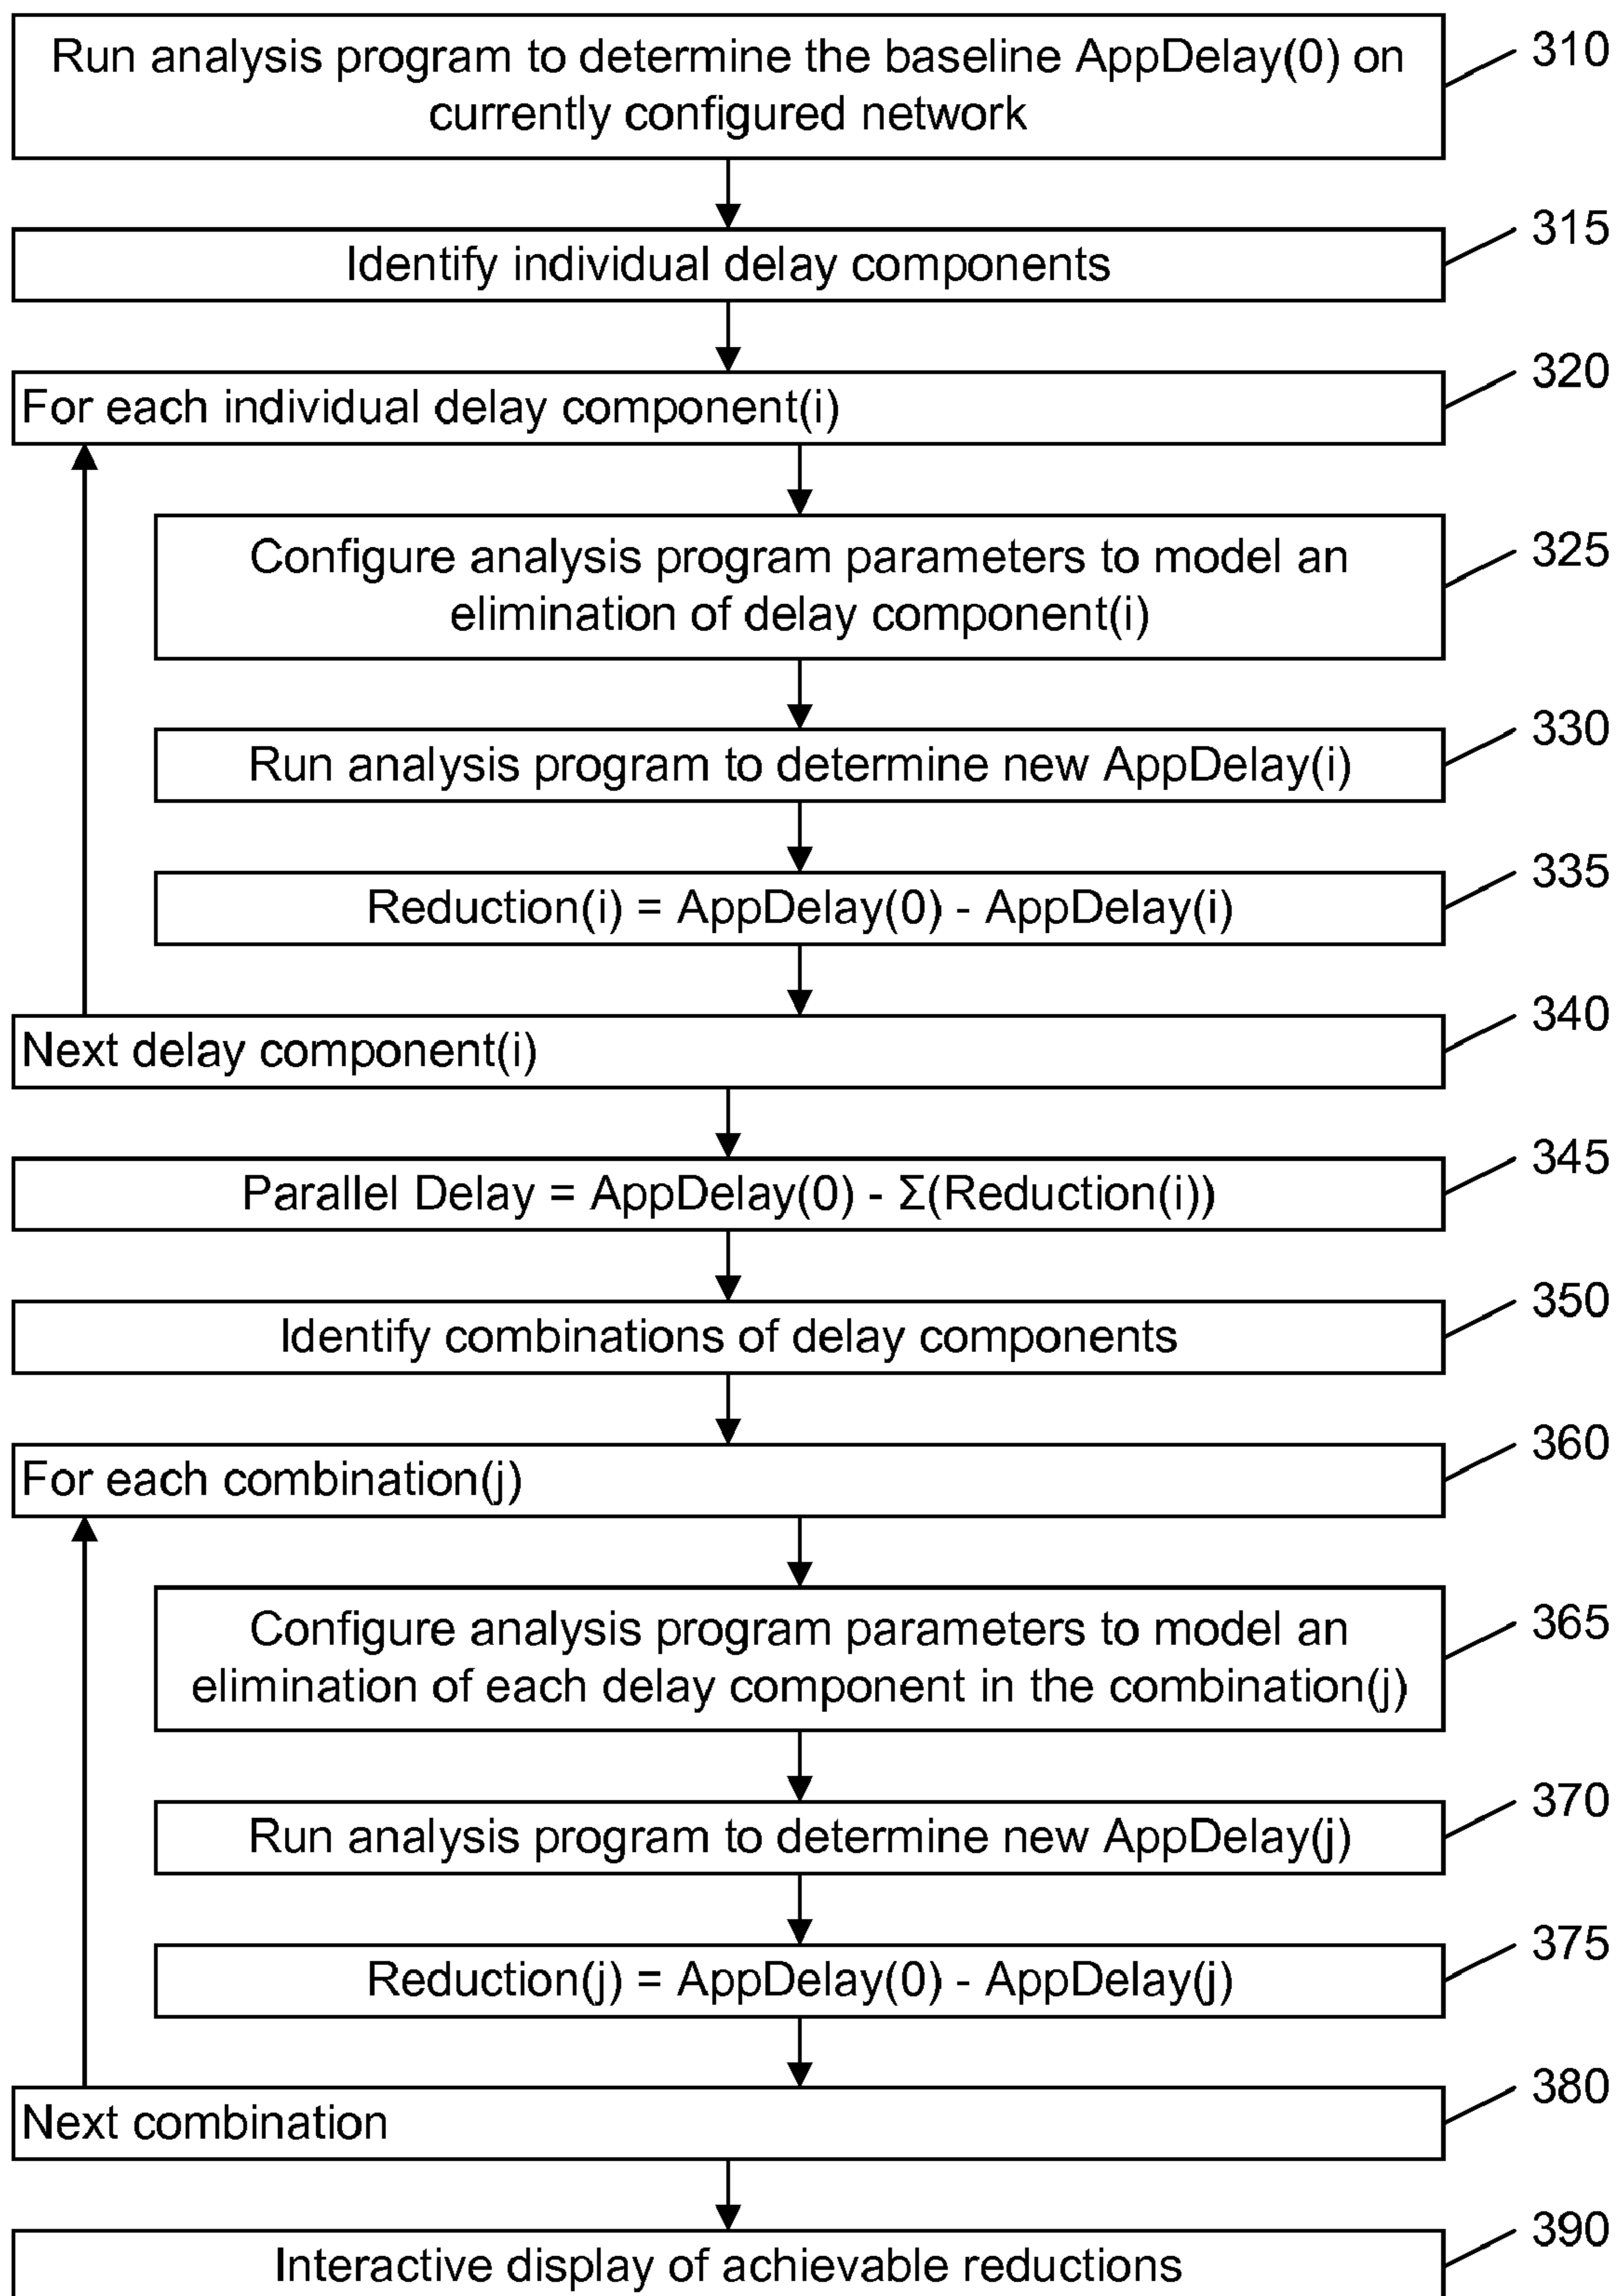 Run analysis program to determine the baseline AppDelay(0) on
currently configured network
310
Identify individual delay components
315
For each individual delay component(i)
320
Configure analysis program parameters to model an
elimination of delay component(i)
325
Run analysis program to determine new AppDelay(i)
330
Reduction(i) = AppDelay(0) - AppDelay(i)
335
Next delay component(i)
340
Parallel Delay = AppDelay(0) - Σ(Reduction(i))
345
Identify combinations of delay components
350
For each combination(j)
360
Configure analysis program parameters to model an
elimination of each delay component in the combination(j)
365
Run analysis program to determine new AppDelay(j)
370
Reduction(j) = AppDelay(0) - AppDelay(j)
375
Next combination
380
Interactive display of achievable reductions
390